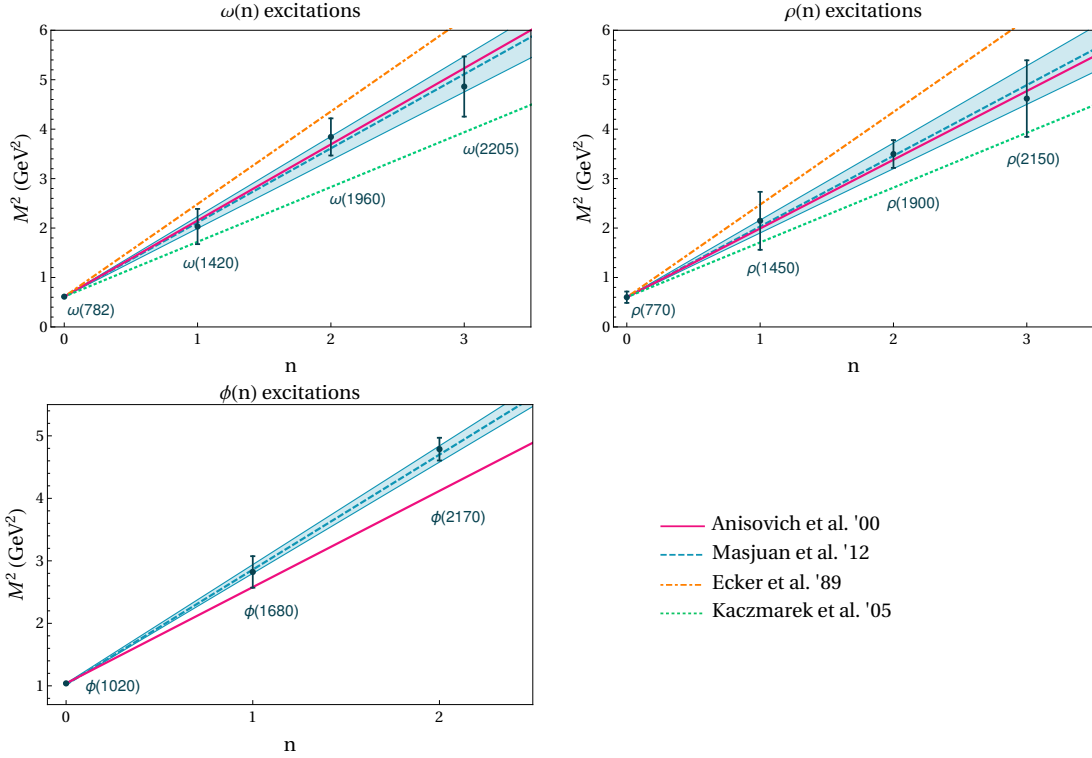 ω(n) excitations
M² (GeV²)
6
5
4
3
2
1
0
ω(782)
ω(1420)
ω(1960)
ω(2205)
0 1 2 3
n
ρ(n) excitations
M² (GeV²)
6
5
4
3
2
1
0
ρ(770)
ρ(1450)
ρ(1900)
ρ(2150)
0 1 2 3
n
ϕ(n) excitations
M² (GeV²)
5
4
3
2
1
ϕ(1020)
ϕ(1680)
ϕ(2170)
0 1 2
n
Anisovich et al. '00
Masjuan et al. '12
Ecker et al. '89
Kaczmarek et al. '05